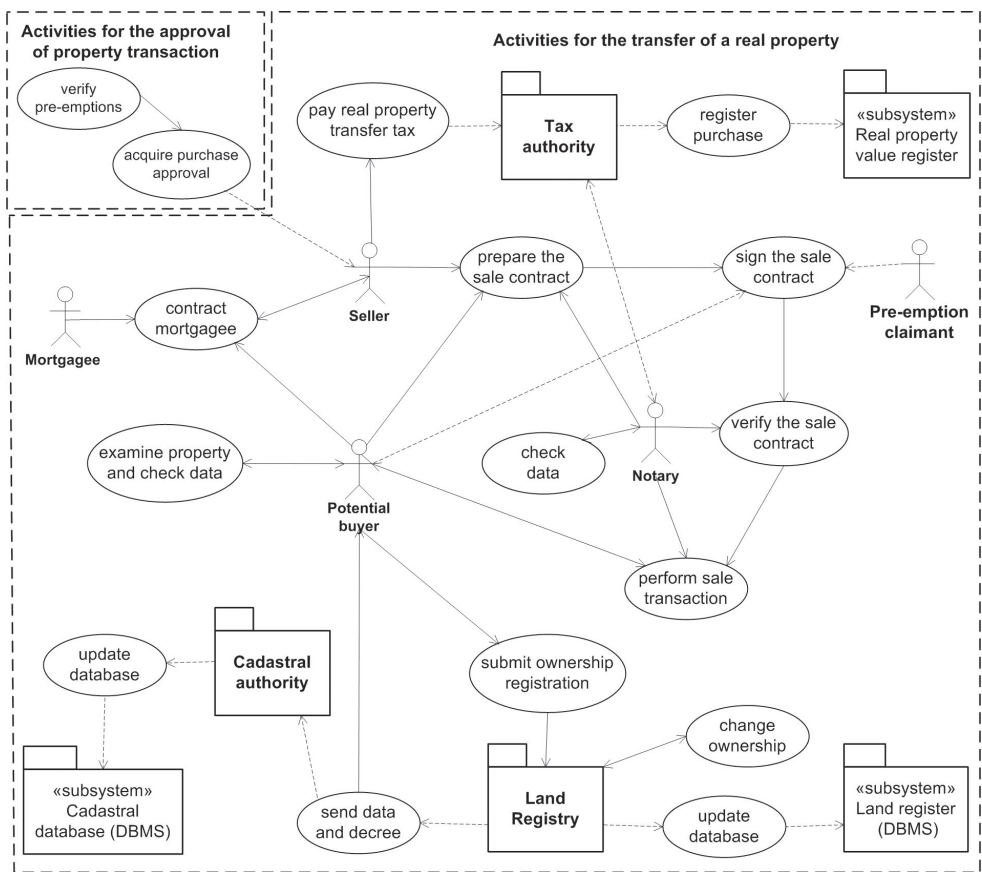 Activities for the approval
of property transaction
verify
pre-emptions
acquire purchase
approval
Activities for the transfer of a real property
pay real property
transfer tax
Tax
authority
register
purchase
«subsystem»
Real property
value register
Seller
prepare the
sale contract
sign the sale
contract
Pre-emption
claimant
Mortgagee
contract
mortgagee
examine property
and check data
Potential
buyer
check
data
Notary
verify the sale
contract
perform sale
transaction
update
database
Cadastral
authority
submit ownership
registration
change
ownership
«subsystem»
Cadastral
database (DBMS)
send data
and decree
Land
Registry
update
database
«subsystem»
Land register
(DBMS)